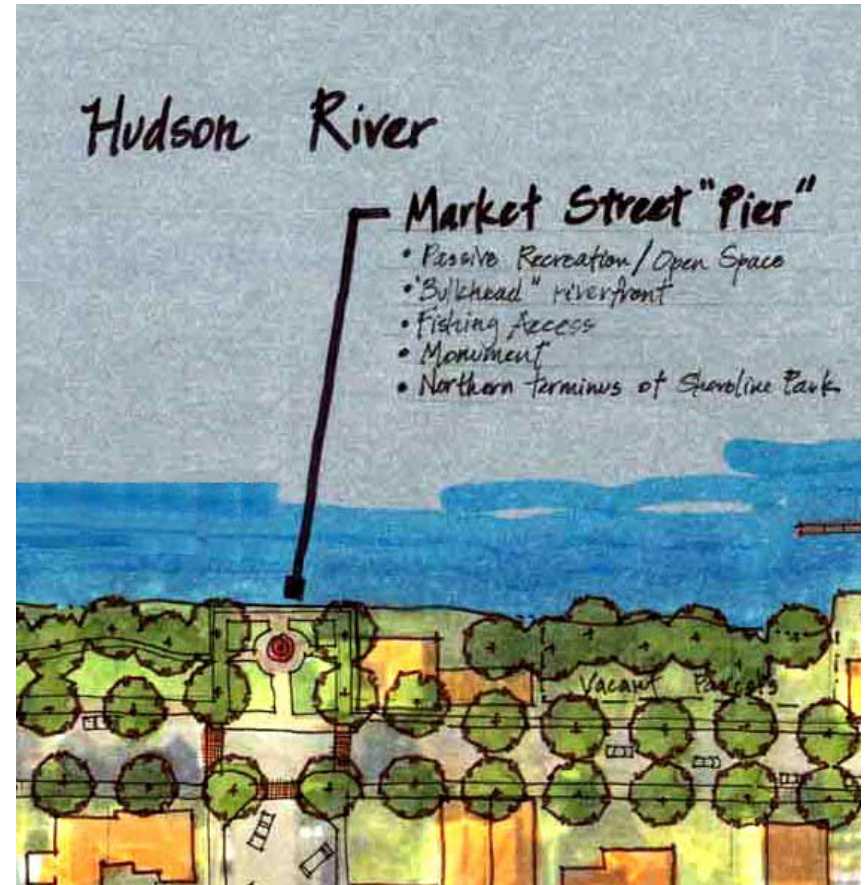 Hudson River
Market Street "Pier"
• Passive Recreation/Open Space
• "Bulkhead" riverfront
• Fishing Access
• Monument
• Northern terminus of Shoreline Park
Vacant Parcels